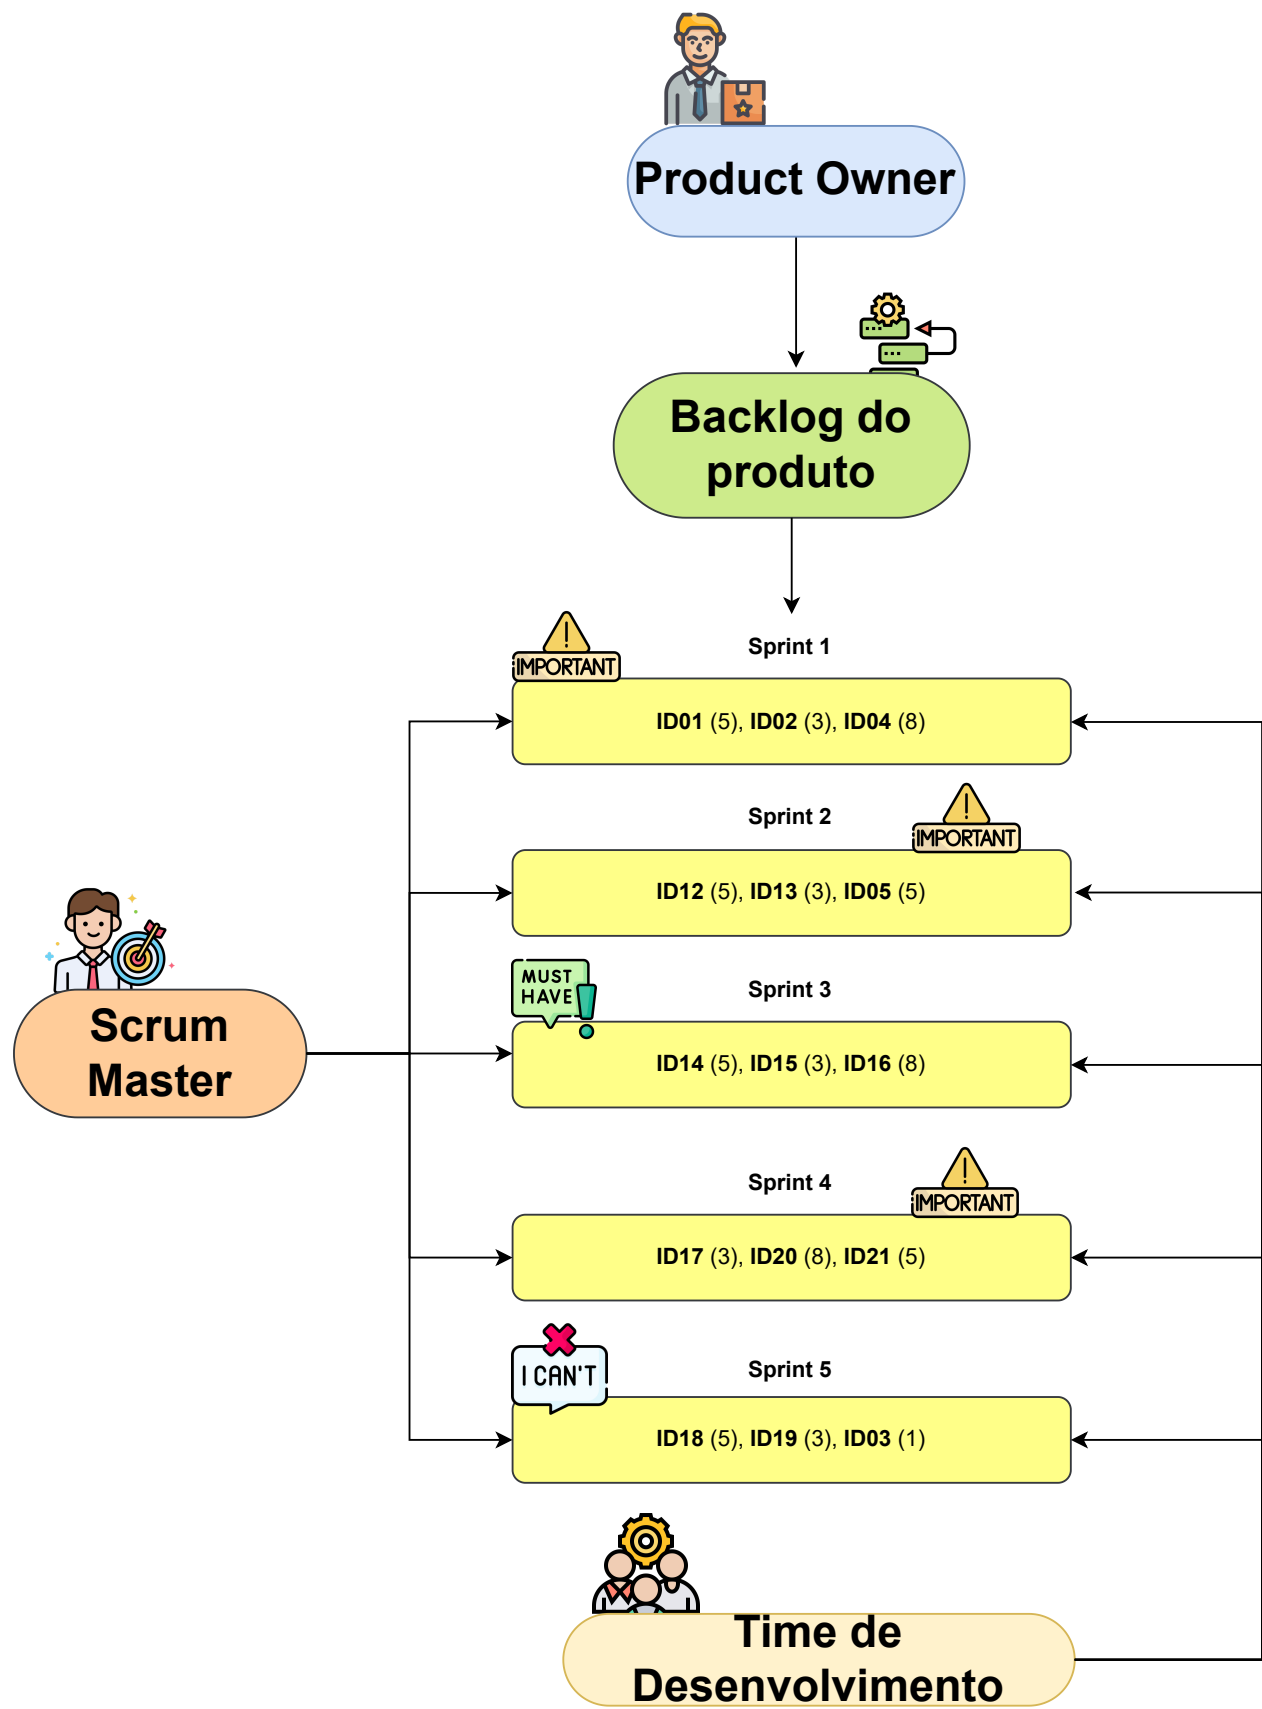 Product Owner
Backlog do
produto
Sprint 1
IMPORTANT
ID01 (5), ID02 (3), ID04 (8)
Sprint 2
IMPORTANT
ID12 (5), ID13 (3), ID05 (5)
MUST
HAVE
Sprint 3
ID14 (5), ID15 (3), ID16 (8)
Scrum
Master
Sprint 4
IMPORTANT
ID17 (3), ID20 (8), ID21 (5)
I CAN'T
Sprint 5
ID18 (5), ID19 (3), ID03 (1)
Time de
Desenvolvimento